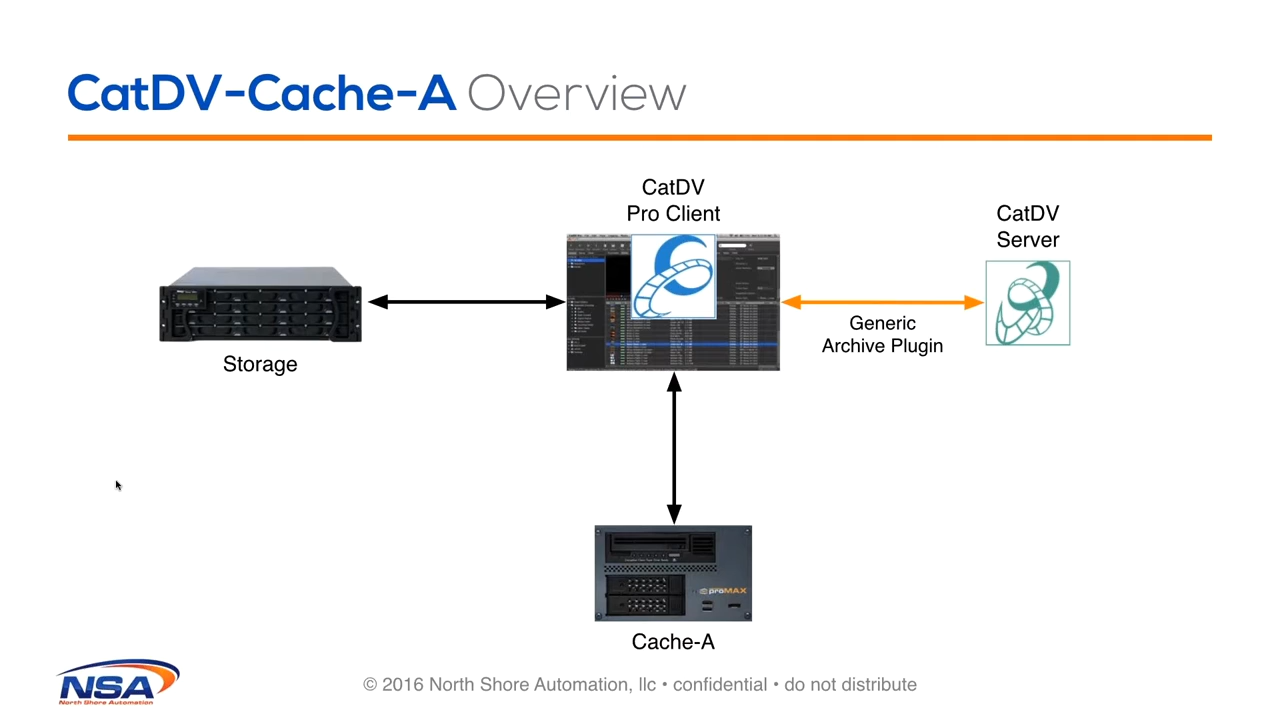 CatDV-Cache-A Overview
CatDV
Pro Client
CatDV
Server
Generic
Archive Plugin
Storage
proMAX
Cache-A
NSA
North Shore Automation
© 2016 North Shore Automation, llc • confidential • do not distribute